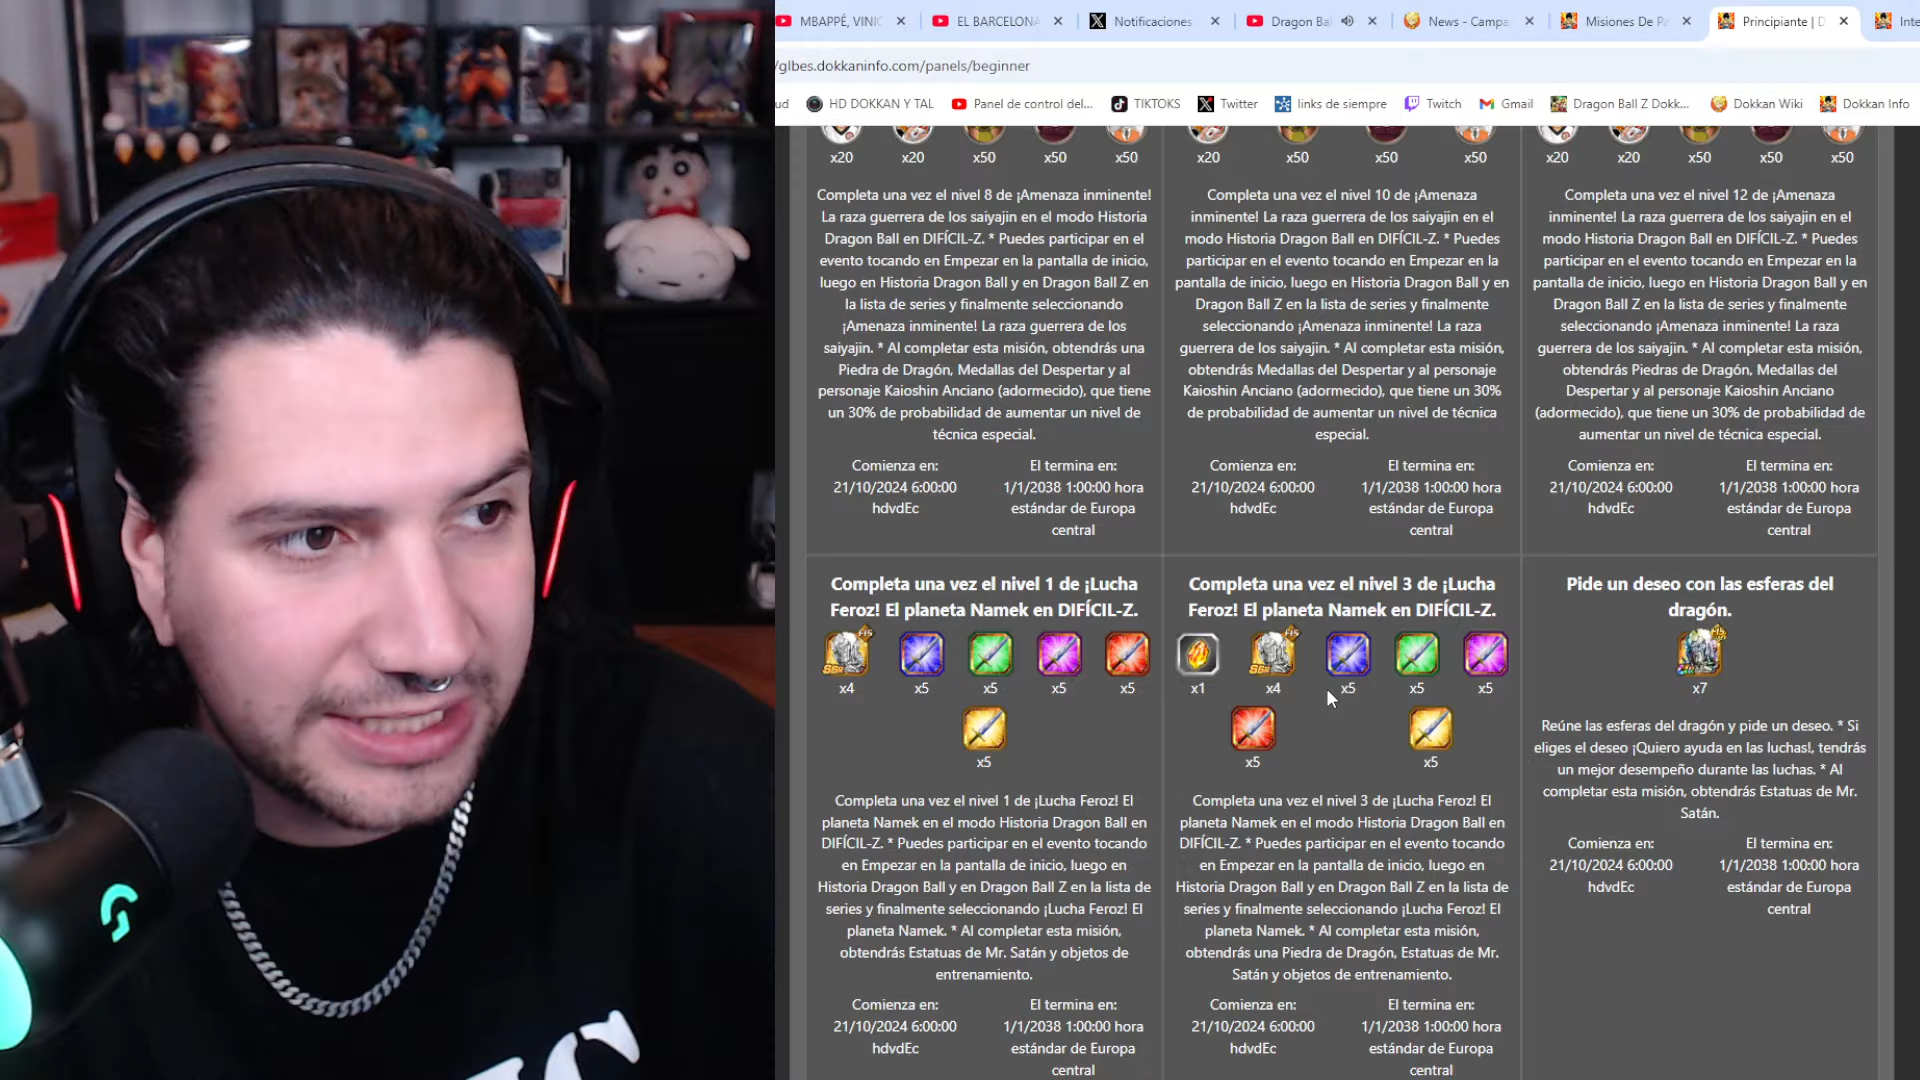 MBAPPÉ, VINIC
EL BARCELONA
Notificaciones
Dragon Bal
News - Campa
Misiones De Pa
Principiante | D
Inte
/glbes.dokkaninfo.com/panels/beginner
ud
HD DOKKAN Y TAL
Panel de control del...
TIKTOKS
Twitter
links de siempre
Twitch
Gmail
Dragon Ball Z Dokk...
Dokkan Wiki
Dokkan Info
x20
x20
x50
x50
x50
Completa una vez el nivel 8 de ¡Amenaza inminente!
La raza guerrera de los saiyajin en el modo Historia
Dragon Ball en DIFÍCIL-Z. * Puedes participar en el
evento tocando en Empezar en la pantalla de inicio,
luego en Historia Dragon Ball y en Dragon Ball Z en
la lista de series y finalmente seleccionando
¡Amenaza inminente! La raza guerrera de los
saiyajin. * Al completar esta misión, obtendrás una
Piedra de Dragón, Medallas del Despertar y al
personaje Kaioshin Anciano (adormecido), que tiene
un 30% de probabilidad de aumentar un nivel de
técnica especial.
Comienza en:
21/10/2024 6:00:00
hdvdEc
El termina en:
1/1/2038 1:00:00 hora
estándar de Europa
central
x20
x50
x50
x50
Completa una vez el nivel 10 de ¡Amenaza
inminente! La raza guerrera de los saiyajin en el
modo Historia Dragon Ball en DIFÍCIL-Z. * Puedes
participar en el evento tocando en Empezar en la
pantalla de inicio, luego en Historia Dragon Ball y en
Dragon Ball Z en la lista de series y finalmente
seleccionando ¡Amenaza inminente! La raza
guerrera de los saiyajin. * Al completar esta misión,
obtendrás Medallas del Despertar y al personaje
Kaioshin Anciano (adormecido), que tiene un 30%
de probabilidad de aumentar un nivel de técnica
especial.
Comienza en:
21/10/2024 6:00:00
hdvdEc
El termina en:
1/1/2038 1:00:00 hora
estándar de Europa
central
x20
x20
x50
x50
x50
Completa una vez el nivel 12 de ¡Amenaza
inminente! La raza guerrera de los saiyajin en el
modo Historia Dragon Ball en DIFÍCIL-Z. * Puedes
participar en el evento tocando en Empezar en la
pantalla de inicio, luego en Historia Dragon Ball y en
Dragon Ball Z en la lista de series y finalmente
seleccionando ¡Amenaza inminente! La raza
guerrera de los saiyajin. * Al completar esta misión,
obtendrás Piedras de Dragón, Medallas del
Despertar y al personaje Kaioshin Anciano
(adormecido), que tiene un 30% de probabilidad de
aumentar un nivel de técnica especial.
Comienza en:
21/10/2024 6:00:00
hdvdEc
El termina en:
1/1/2038 1:00:00 hora
estándar de Europa
central
Completa una vez el nivel 1 de ¡Lucha
Feroz! El planeta Namek en DIFÍCIL-Z.
SSR
x4
x5
x5
x5
x5
x5
Completa una vez el nivel 1 de ¡Lucha Feroz! El
planeta Namek en el modo Historia Dragon Ball en
DIFÍCIL-Z. * Puedes participar en el evento tocando
en Empezar en la pantalla de inicio, luego en
Historia Dragon Ball y en Dragon Ball Z en la lista de
series y finalmente seleccionando ¡Lucha Feroz! El
planeta Namek. * Al completar esta misión,
obtendrás Estatuas de Mr. Satán y objetos de
entrenamiento.
Comienza en:
21/10/2024 6:00:00
hdvdEc
El termina en:
1/1/2038 1:00:00 hora
estándar de Europa
central
Completa una vez el nivel 3 de ¡Lucha
Feroz! El planeta Namek en DIFÍCIL-Z.
SSR
x1
x4
x5
x5
x5
x5
x5
Completa una vez el nivel 3 de ¡Lucha Feroz! El
planeta Namek en el modo Historia Dragon Ball en
DIFÍCIL-Z. * Puedes participar en el evento tocando
en Empezar en la pantalla de inicio, luego en
Historia Dragon Ball y en Dragon Ball Z en la lista de
series y finalmente seleccionando ¡Lucha Feroz! El
planeta Namek. * Al completar esta misión,
obtendrás una Piedra de Dragón, Estatuas de Mr.
Satán y objetos de entrenamiento.
Comienza en:
21/10/2024 6:00:00
hdvdEc
El termina en:
1/1/2038 1:00:00 hora
estándar de Europa
central
Pide un deseo con las esferas del
dragón.
x7
Reúne las esferas del dragón y pide un deseo. * Si
eliges el deseo ¡Quiero ayuda en las luchas!, tendrás
un mejor desempeño durante las luchas. * Al
completar esta misión, obtendrás Estatuas de Mr.
Satán.
Comienza en:
21/10/2024 6:00:00
hdvdEc
El termina en:
1/1/2038 1:00:00 hora
estándar de Europa
central